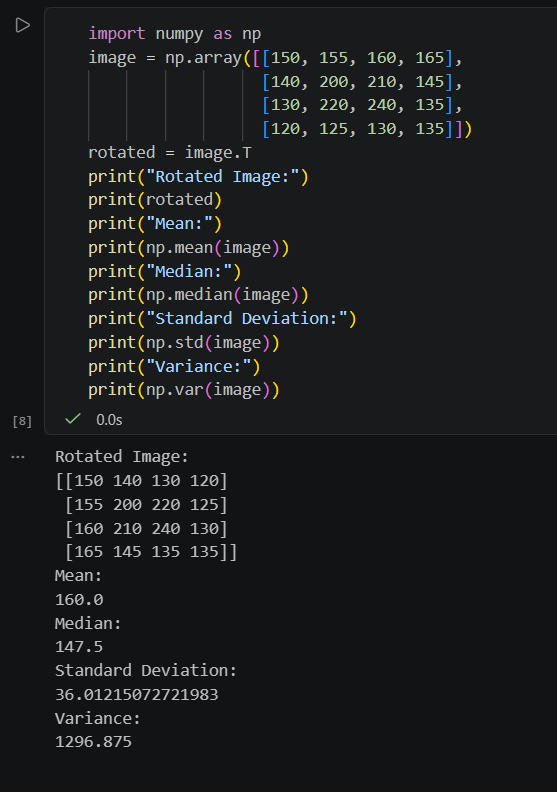 import numpy as np
image = np.array([[150, 155, 160, 165],
                  [140, 200, 210, 145],
                  [130, 220, 240, 135],
                  [120, 125, 130, 135]])
rotated = image.T
print("Rotated Image:")
print(rotated)
print("Mean:")
print(np.mean(image))
print("Median:")
print(np.median(image))
print("Standard Deviation:")
print(np.std(image))
print("Variance:")
print(np.var(image))
[8] ✓ 0.0s
... Rotated Image:
[[150 140 130 120]
 [155 200 220 125]
 [160 210 240 130]
 [165 145 135 135]]
Mean:
160.0
Median:
147.5
Standard Deviation:
36.01215072721983
Variance:
1296.875